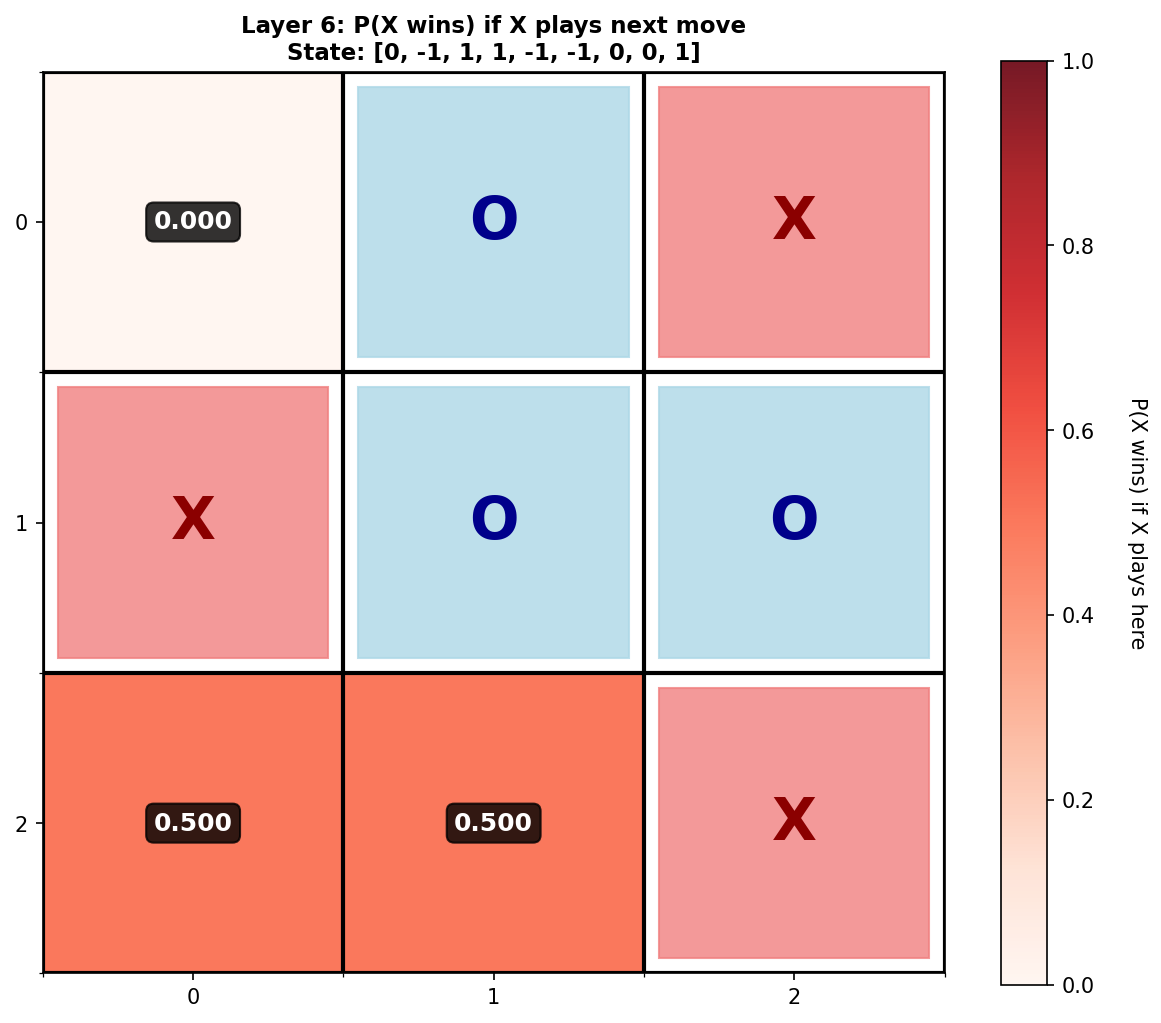 Layer 6: P(X wins) if X plays next move
State: [0, -1, 1, 1, -1, -1, 0, 0, 1]
1.0
0.8
0.6
0.4
0.2
0.0
P(X wins) if X plays here
0
0.000
O
X
1
X
O
O
2
0.500
0.500
X
0
1
2